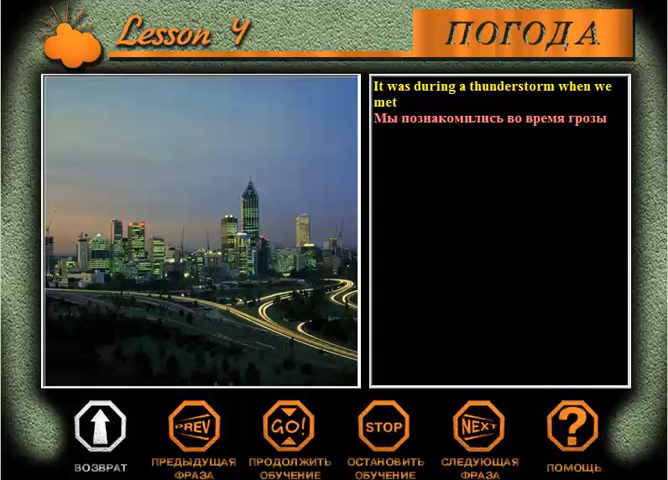 Lesson 4
ПОГОДА
It was during a thunderstorm when we
met
Мы познакомились во время грозы
PREV
GO!
STOP
NEXT
?
ВОЗВРАТ
ПРЕДЫДУЩАЯ
ФРАЗА
ПРОДОЛЖИТЬ
ОБУЧЕНИЕ
ОСТАНОВИТЬ
ОБУЧЕНИЕ
СЛЕДУЮЩАЯ
ФРАЗА
ПОМОЩЬ